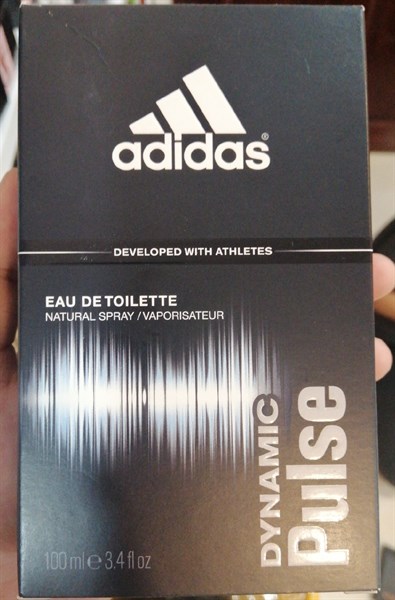 adidas®
DEVELOPED WITH ATHLETES
EAU DE TOILETTE
NATURAL SPRAY / VAPORISATEUR
DYNAMIC
Pulse
100 ml e 3.4 fl oz